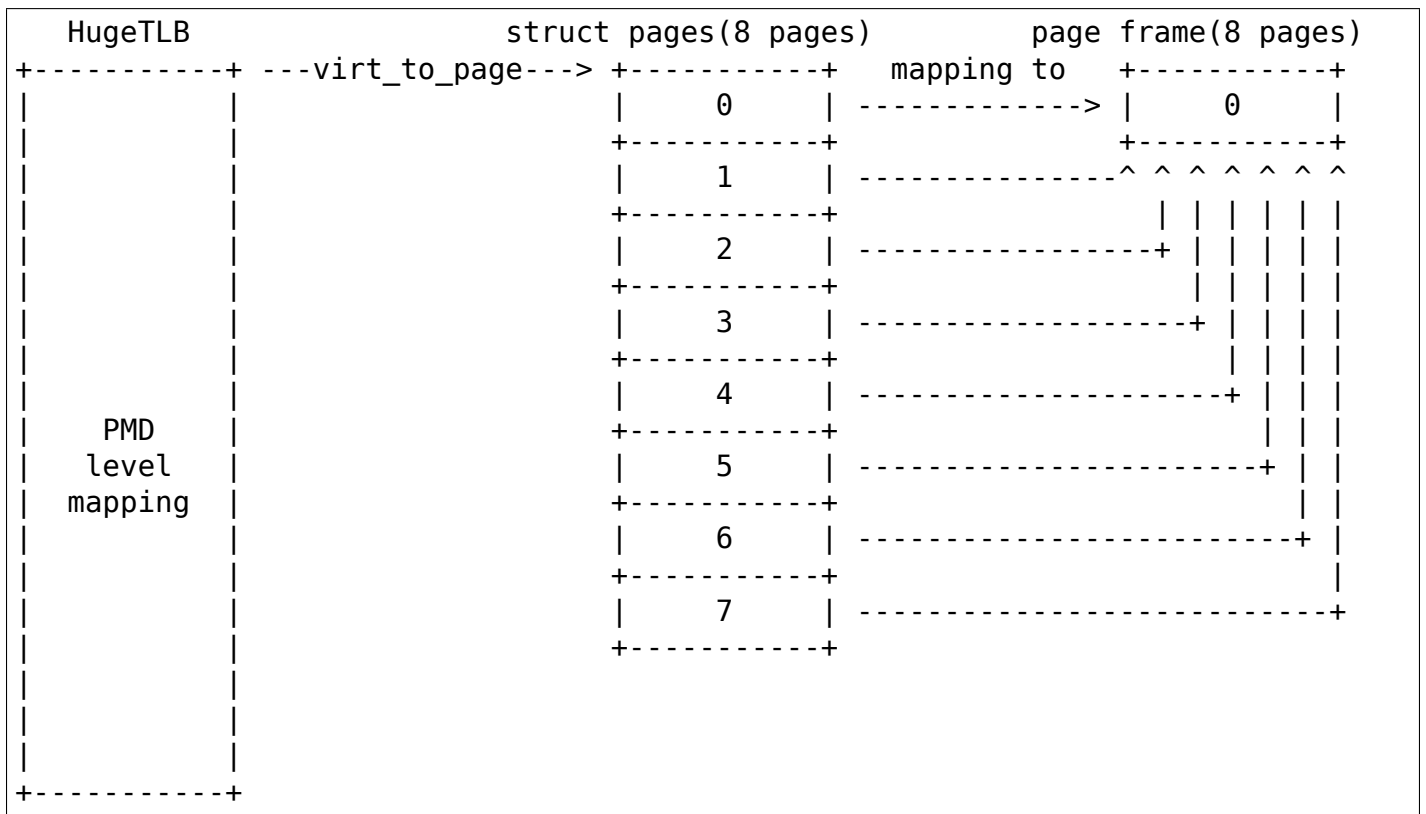 HugeTLB                  struct pages(8 pages)         page frame(8 pages)
+-----------+ ---virt_to_page---> +-----------+   mapping to   +-----------+
|           |                     |     0     | -------------> |     0     |
|           |                     +-----------+                +-----------+
|           |                     |     1     | ---------------^ ^ ^ ^ ^ ^ ^
|           |                     +-----------+                  | | | | | |
|           |                     |     2     | -----------------+ | | | | |
|           |                     +-----------+                    | | | | |
|           |                     |     3     | -------------------+ | | | |
|           |                     +-----------+                      | | | |
|           |                     |     4     | ---------------------+ | | |
|    PMD    |                     +-----------+                        | | |
|   level   |                     |     5     | -----------------------+ | |
|  mapping  |                     +-----------+                          | |
|           |                     |     6     | -------------------------+ |
|           |                     +-----------+                            |
|           |                     |     7     | ---------------------------+
|           |                     +-----------+
|           |
|           |
|           |
+-----------+